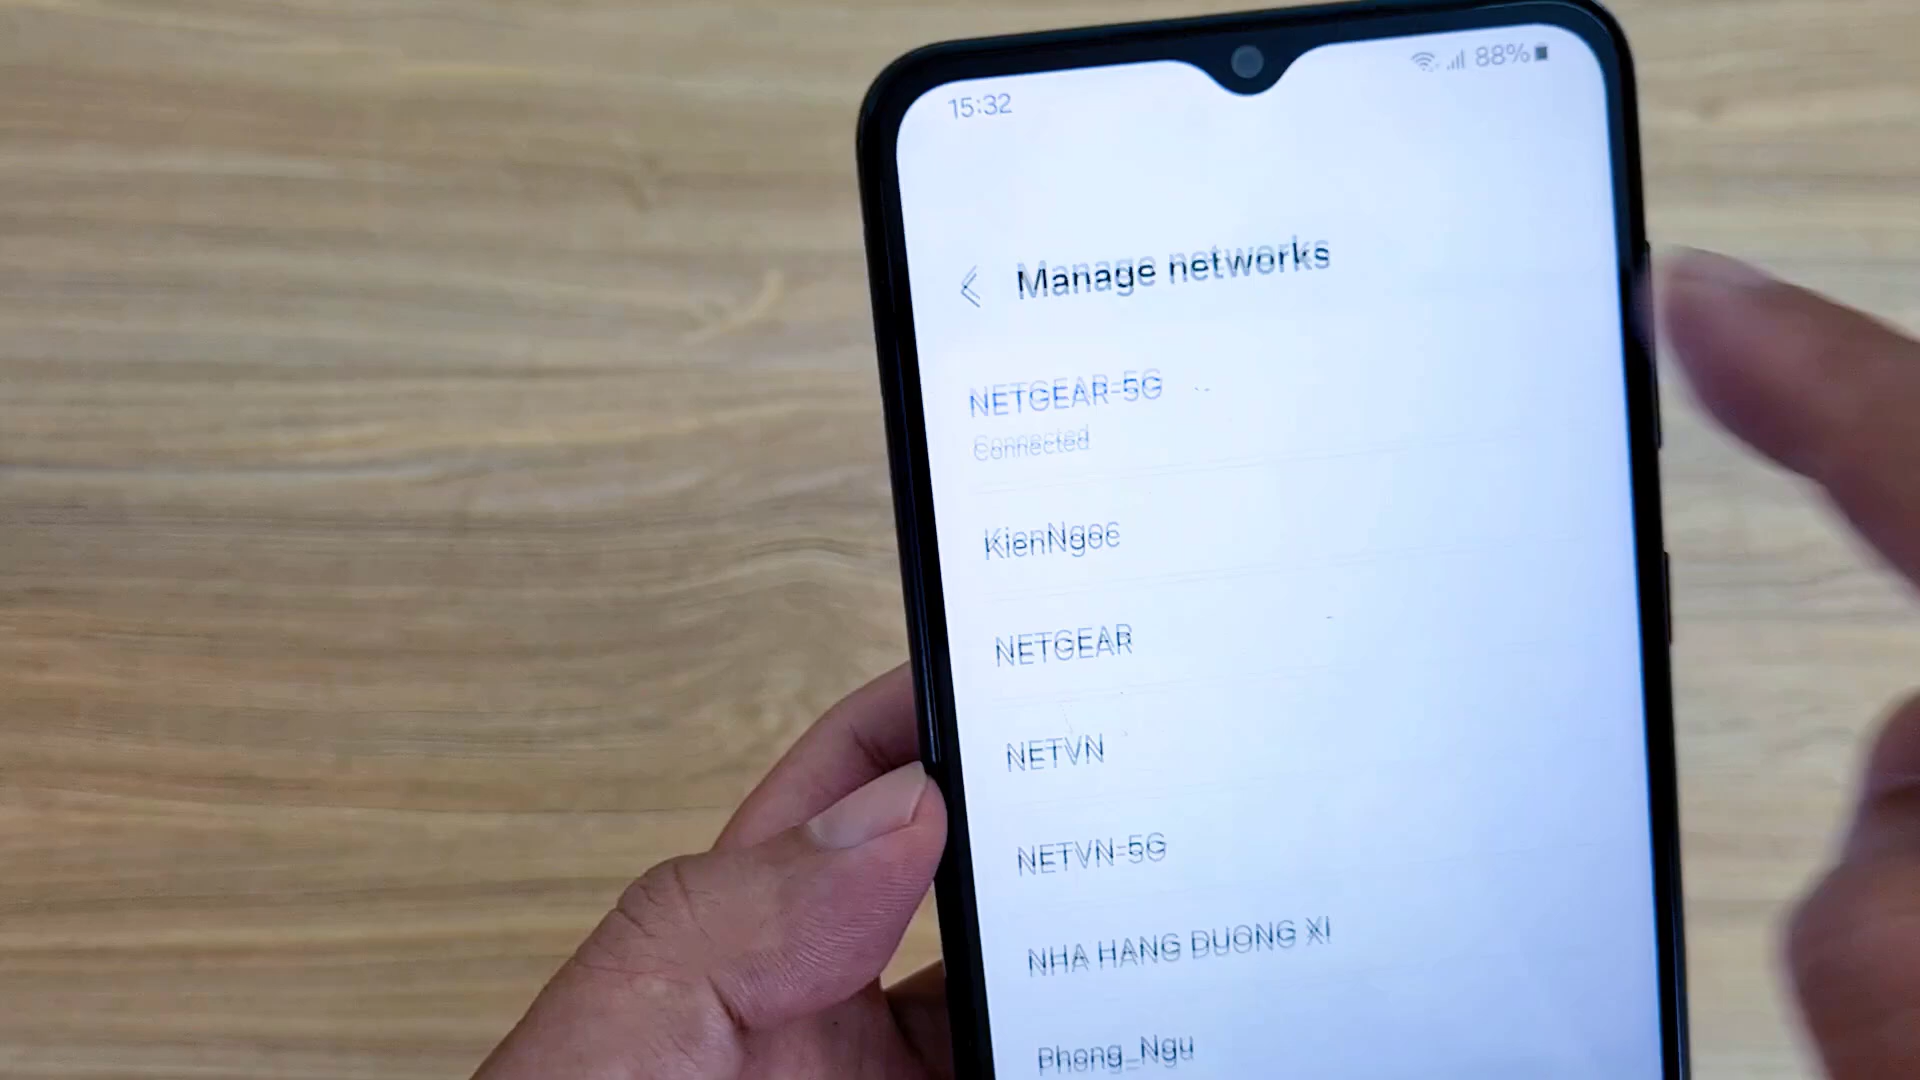 15:32
88%
Manage networks
NETGEAR-5G
Connected
KienNgoc
NETGEAR
NETVN
NETVN-5G
NHA HANG DUONG XI
Phong_Ngu